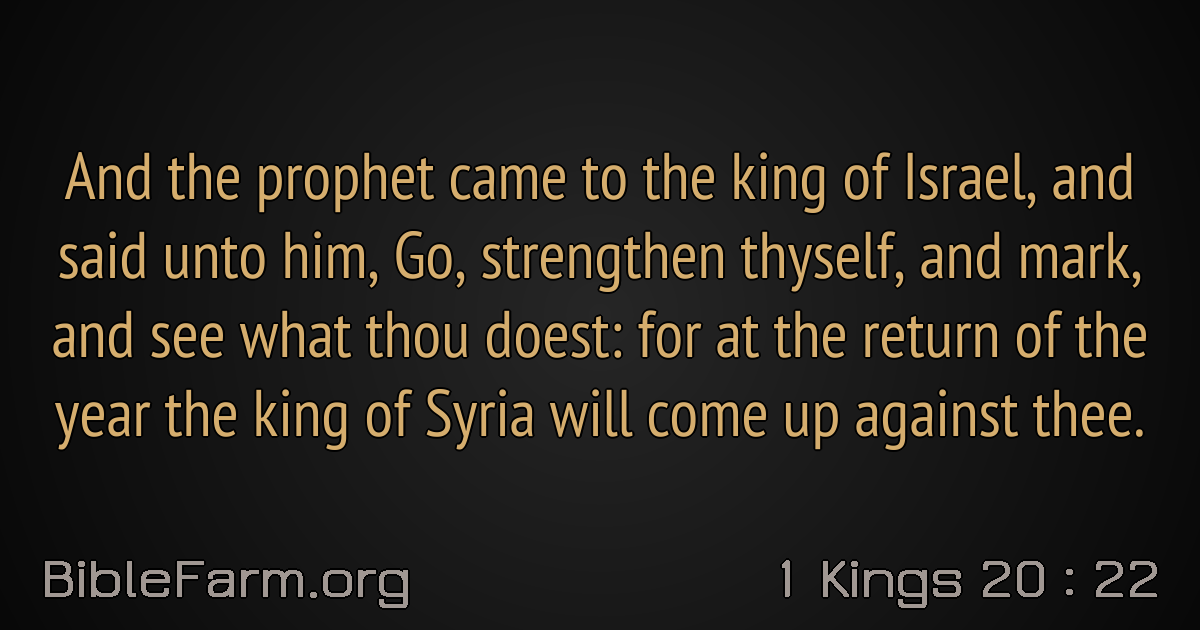 And the prophet came to the king of Israel, and
said unto him, Go, strengthen thyself, and mark,
and see what thou doest: for at the return of the
year the king of Syria will come up against thee.
BibleFarm.org
1 Kings 20 : 22